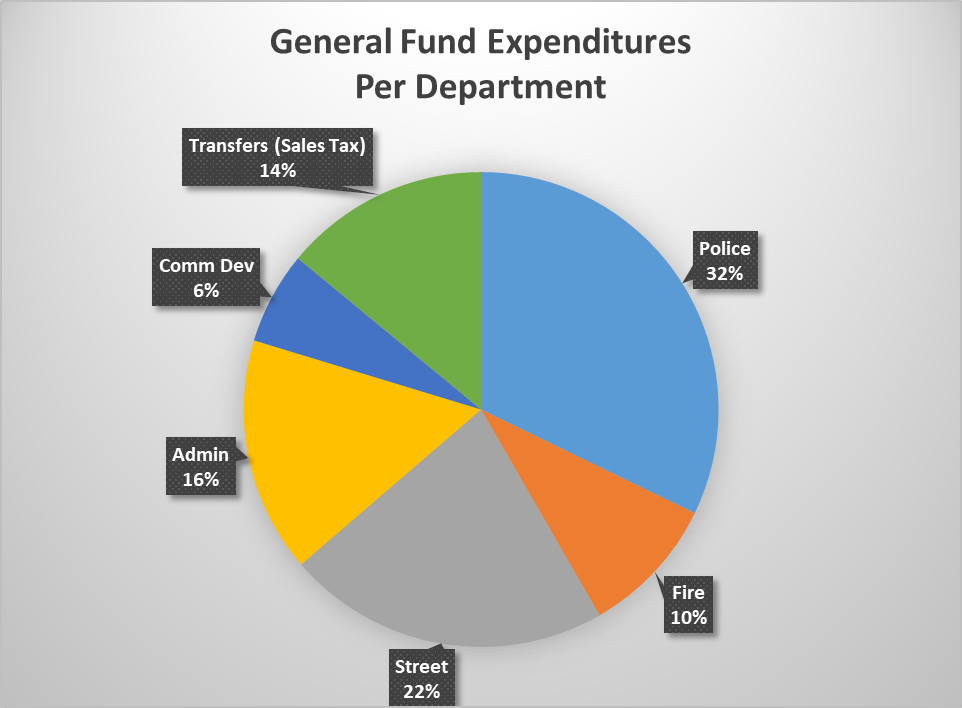 General Fund Expenditures
Per Department
Transfers (Sales Tax)
14%
Police
32%
Comm Dev
6%
Admin
16%
Fire
10%
Street
22%